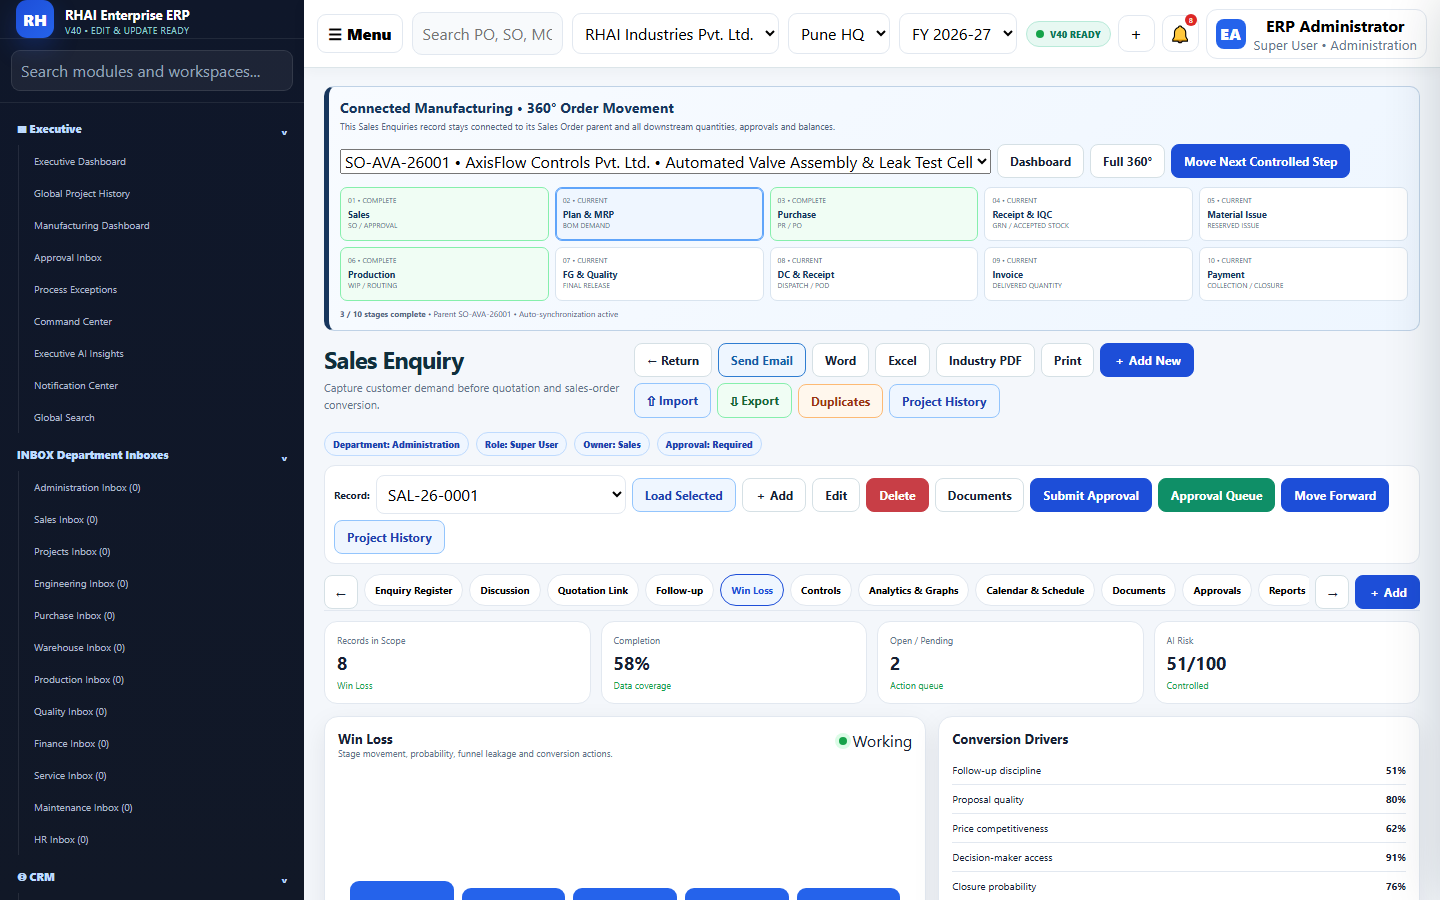 RH
RHAI Enterprise ERP
V40 • EDIT & UPDATE READY
Search modules and workspaces...
Executive
Executive Dashboard
Global Project History
Manufacturing Dashboard
Approval Inbox
Process Exceptions
Command Center
Executive AI Insights
Notification Center
Global Search
INBOX Department Inboxes
Administration Inbox (0)
Sales Inbox (0)
Projects Inbox (0)
Engineering Inbox (0)
Purchase Inbox (0)
Warehouse Inbox (0)
Production Inbox (0)
Quality Inbox (0)
Finance Inbox (0)
Service Inbox (0)
Maintenance Inbox (0)
HR Inbox (0)
CRM
☰ Menu
Search PO, SO, MC
RHAI Industries Pvt. Ltd.
Pune HQ
FY 2026-27
V40 READY
+
8
EA
ERP Administrator
Super User • Administration
Connected Manufacturing • 360° Order Movement
This Sales Enquiries record stays connected to its Sales Order parent and all downstream quantities, approvals and balances.
SO-AVA-26001 • AxisFlow Controls Pvt. Ltd. • Automated Valve Assembly & Leak Test Cell
Dashboard
Full 360°
Move Next Controlled Step
01 • COMPLETE
Sales
SO / APPROVAL
02 • CURRENT
Plan & MRP
BOM DEMAND
03 • COMPLETE
Purchase
PR / PO
04 • CURRENT
Receipt & IQC
GRN / ACCEPTED STOCK
05 • CURRENT
Material Issue
RESERVED ISSUE
06 • COMPLETE
Production
WIP / ROUTING
07 • CURRENT
FG & Quality
FINAL RELEASE
08 • CURRENT
DC & Receipt
DISPATCH / POD
09 • CURRENT
Invoice
DELIVERED QUANTITY
10 • CURRENT
Payment
COLLECTION / CLOSURE
3 / 10 stages complete • Parent SO-AVA-26001 • Auto-synchronization active
Sales Enquiry
Capture customer demand before quotation and sales-order
conversion.
← Return
Send Email
Word
Excel
Industry PDF
Print
+ Add New
⇧ Import
⇩ Export
Duplicates
Project History
Department: Administration
Role: Super User
Owner: Sales
Approval: Required
Record:
SAL-26-0001
Load Selected
+ Add
Edit
Delete
Documents
Submit Approval
Approval Queue
Move Forward
Project History
←
Enquiry Register
Discussion
Quotation Link
Follow-up
Win Loss
Controls
Analytics & Graphs
Calendar & Schedule
Documents
Approvals
Reports
→
+ Add
Records in Scope
8
Win Loss
Completion
58%
Data coverage
Open / Pending
2
Action queue
AI Risk
51/100
Controlled
Win Loss
Stage movement, probability, funnel leakage and conversion actions.
Working
Conversion Drivers
Follow-up discipline 51%
Proposal quality 80%
Price competitiveness 62%
Decision-maker access 91%
Closure probability 76%